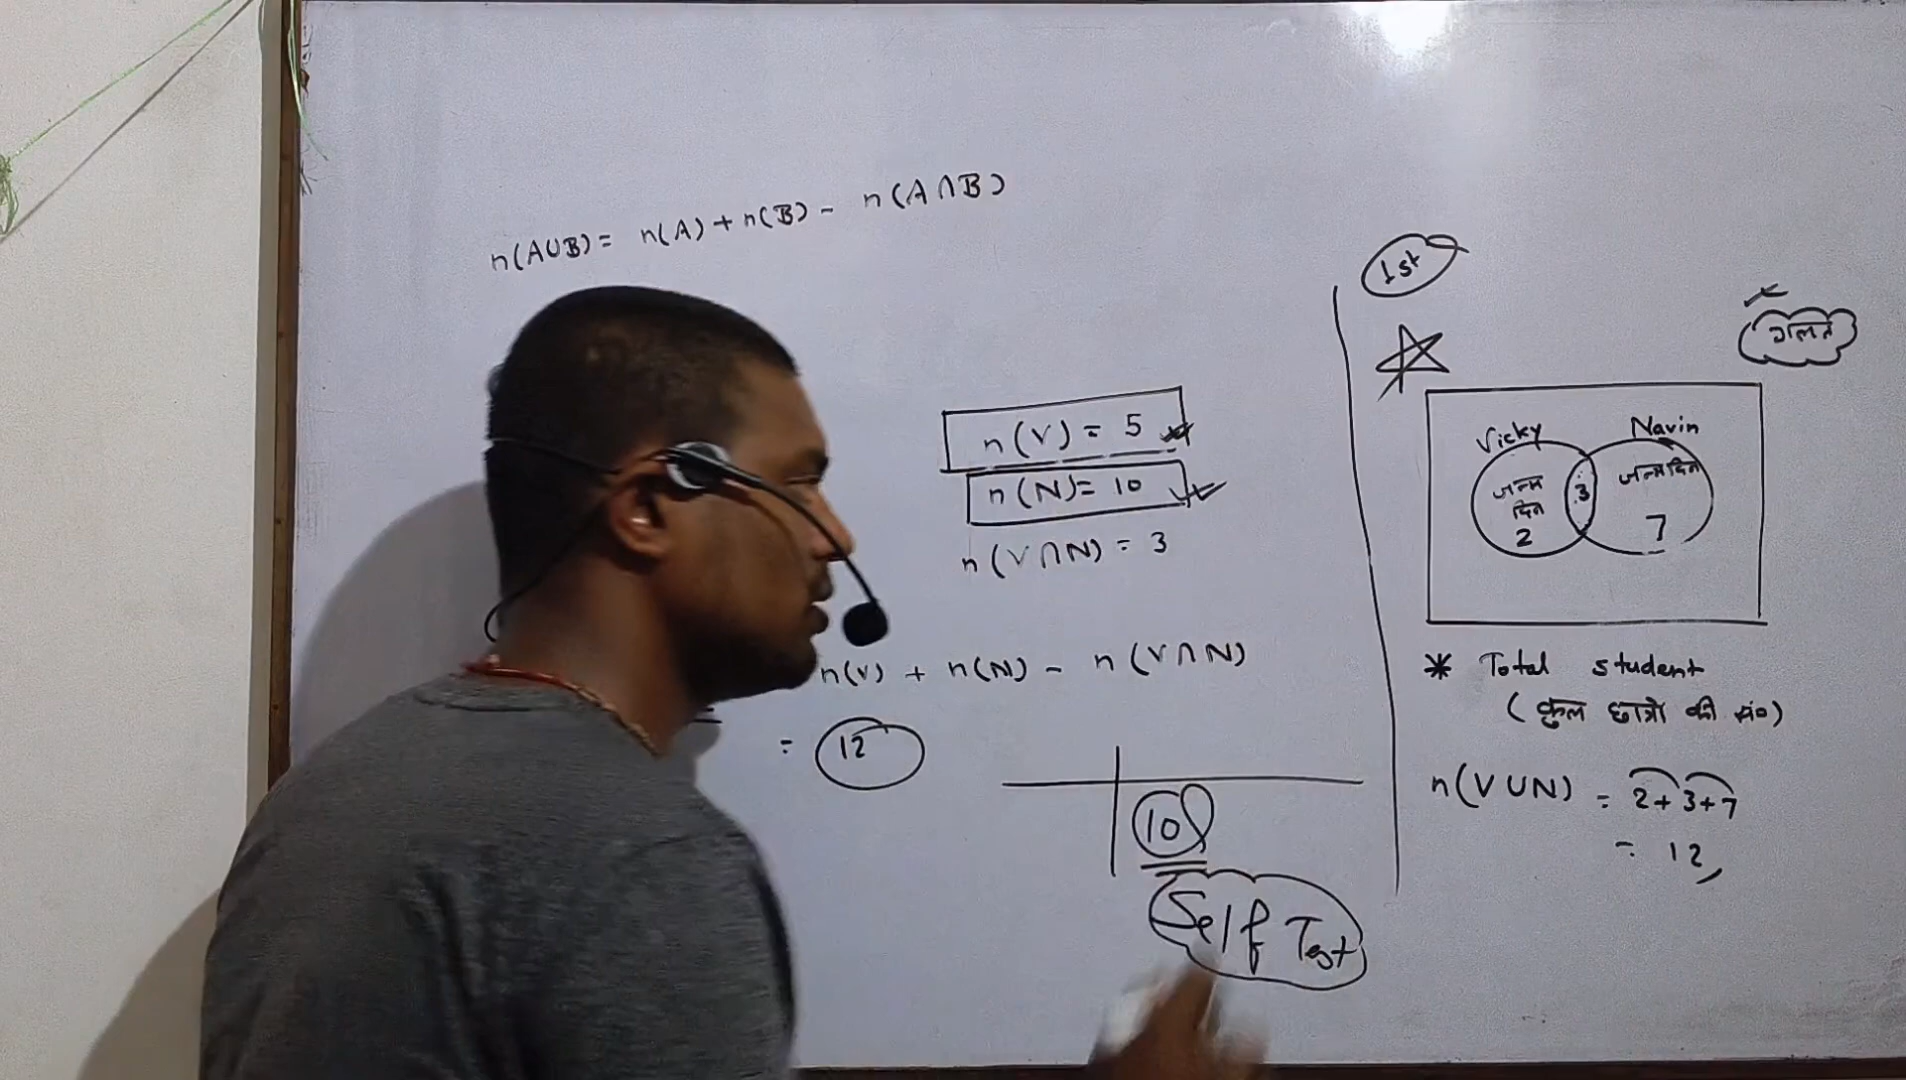 n(A∪B) = n(A) + n(B) - n(A∩B)
n(V) = 5
n(N) = 10
n(V∩N) = 3
n(V) + n(N) - n(V∩N)
= 12
10
Self Test
1st
गलत
Vicky Navin
जन्म दिन 2
3
जन्मदिन 7
* Total student
(कुल छात्रो की सं०)
n(V∪N) = 2+3+7
= 12,